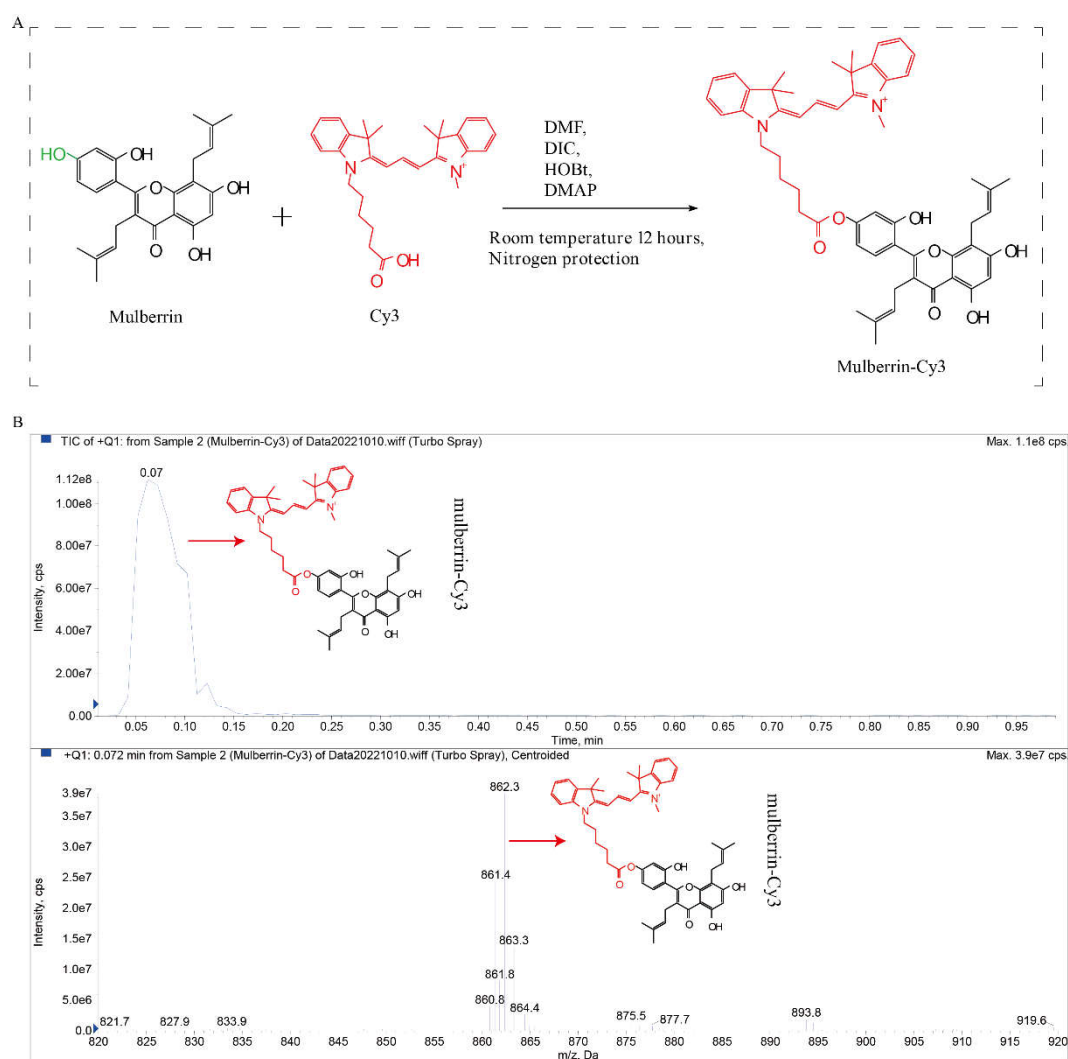 A
HO
OH
O
OH
O
OH
Mulberrin
+
N
N+
O
OH
Cy3
DMF,
DIC,
HOBt,
DMAP
Room temperature 12 hours,
Nitrogen protection
N
N+
O
O
OH
O
OH
O
OH
Mulberrin-Cy3
B
TIC of +Q1: from Sample 2 (Mulberrin-Cy3) of Data20221010.wiff (Turbo Spray)
Max. 1.1e8 cps.
Intensity, cps
1.12e8
1.00e8
8.00e7
6.00e7
4.00e7
2.00e7
0.00
0.07
N
N+
O
O
OH
O
OH
O
OH
mulberrin-Cy3
0.05 0.10 0.15 0.20 0.25 0.30 0.35 0.40 0.45 0.50 0.55 0.60 0.65 0.70 0.75 0.80 0.85 0.90 0.95
Time, min
+Q1: 0.072 min from Sample 2 (Mulberrin-Cy3) of Data20221010.wiff (Turbo Spray), Centroided
Max. 3.9e7 cps.
Intensity, cps
3.9e7
3.5e7
3.0e7
2.5e7
2.0e7
1.5e7
1.0e7
5.0e6
0.0
862.3
861.4
863.3
861.8
860.8
864.4
821.7
827.9
833.9
875.5
877.7
893.8
919.6
N
N+
O
O
OH
O
OH
O
OH
mulberrin-Cy3
820 825 830 835 840 845 850 855 860 865 870 875 880 885 890 895 900 905 910 915 920
m/z, Da